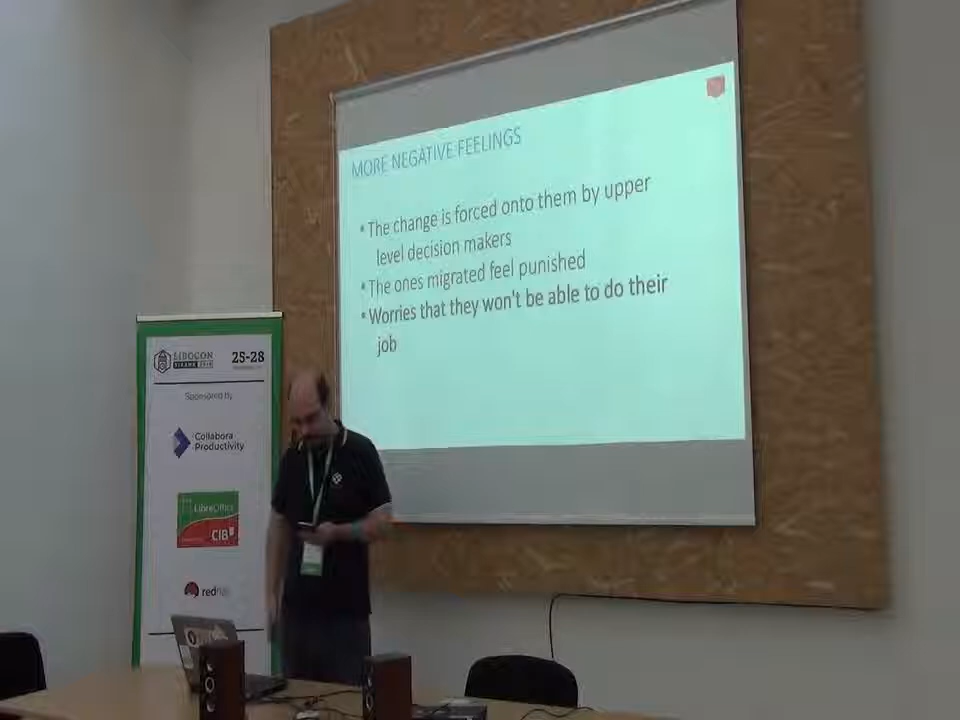 MORE NEGATIVE FEELINGS
• The change is forced onto them by upper
level decision makers
• The ones migrated feel punished
• Worries that they won't be able to do their
job
LIBOCON
25-28
Sponsored By
Collabora
Productivity
LibreOffice
CIB
redhat